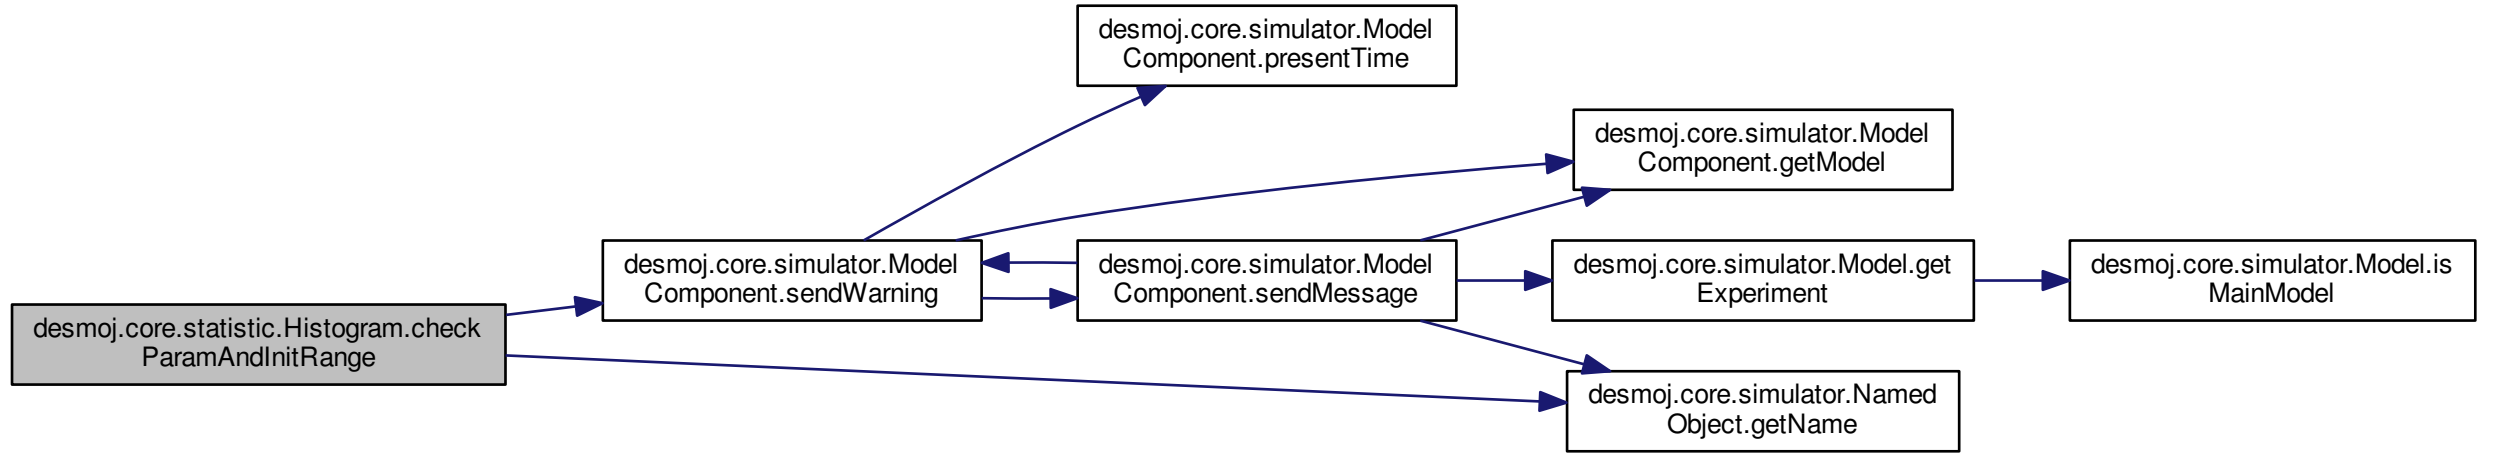 desmoj.core.simulator.Model
Component.presentTime
desmoj.core.simulator.Model
Component.getModel
desmoj.core.simulator.Model
Component.sendWarning
desmoj.core.simulator.Model
Component.sendMessage
desmoj.core.simulator.Model.get
Experiment
desmoj.core.simulator.Model.is
MainModel
desmoj.core.statistic.Histogram.check
ParamAndInitRange
desmoj.core.simulator.Named
Object.getName